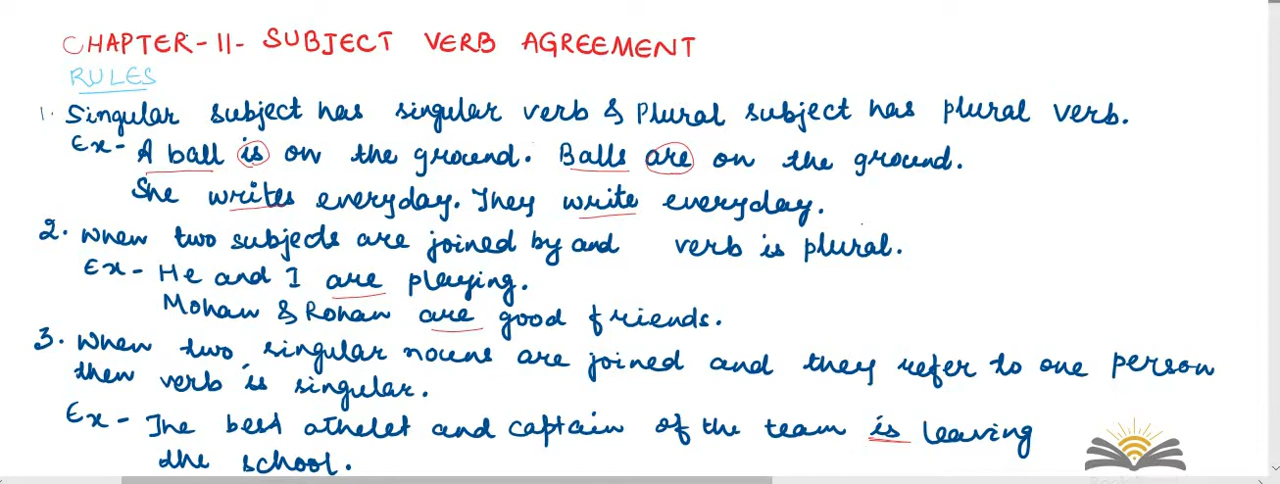 CHAPTER-11- SUBJECT VERB AGREEMENT
RULES
1. Singular subject has singular verb & Plural subject has plural verb.
Ex- A ball is on the ground. Balls are on the ground.
She writes everyday. They write everyday.
2. When two subjects are joined by and verb is plural.
Ex- He and I are playing.
Mohan & Rohan are good friends.
3. When two singular nouns are joined and they refer to one person
then verb is singular.
Ex- The best athelet and captain of the team is leaving
the school.